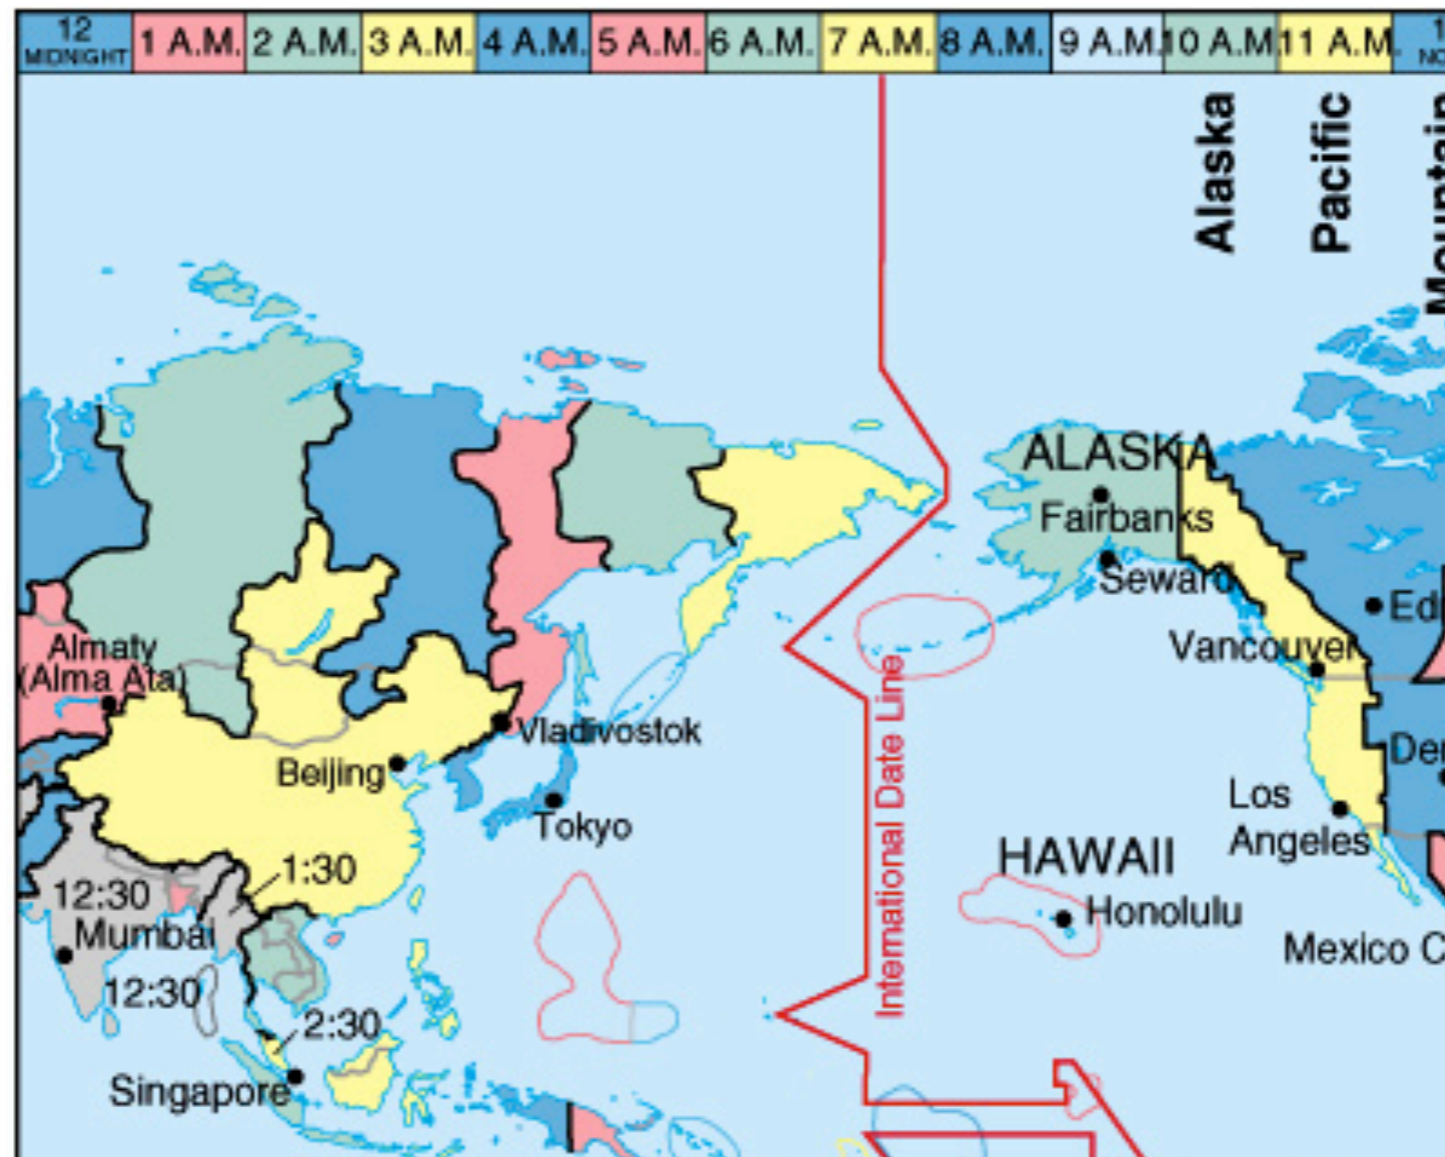 12
MIDNIGHT
1 A.M.
2 A.M.
3 A.M.
4 A.M.
5 A.M.
6 A.M.
7 A.M.
8 A.M.
9 A.M.
10 A.M.
11 A.M.
Alaska
Pacific
Mountain
ALASKA
Fairbanks
Seward
Vancouver
Almaty
(Alma Ata)
Vladivostok
Beijing
Tokyo
International Date Line
Los
Angeles
HAWAII
Honolulu
1:30
12:30
Mumbai
12:30
2:30
Mexico C
Singapore